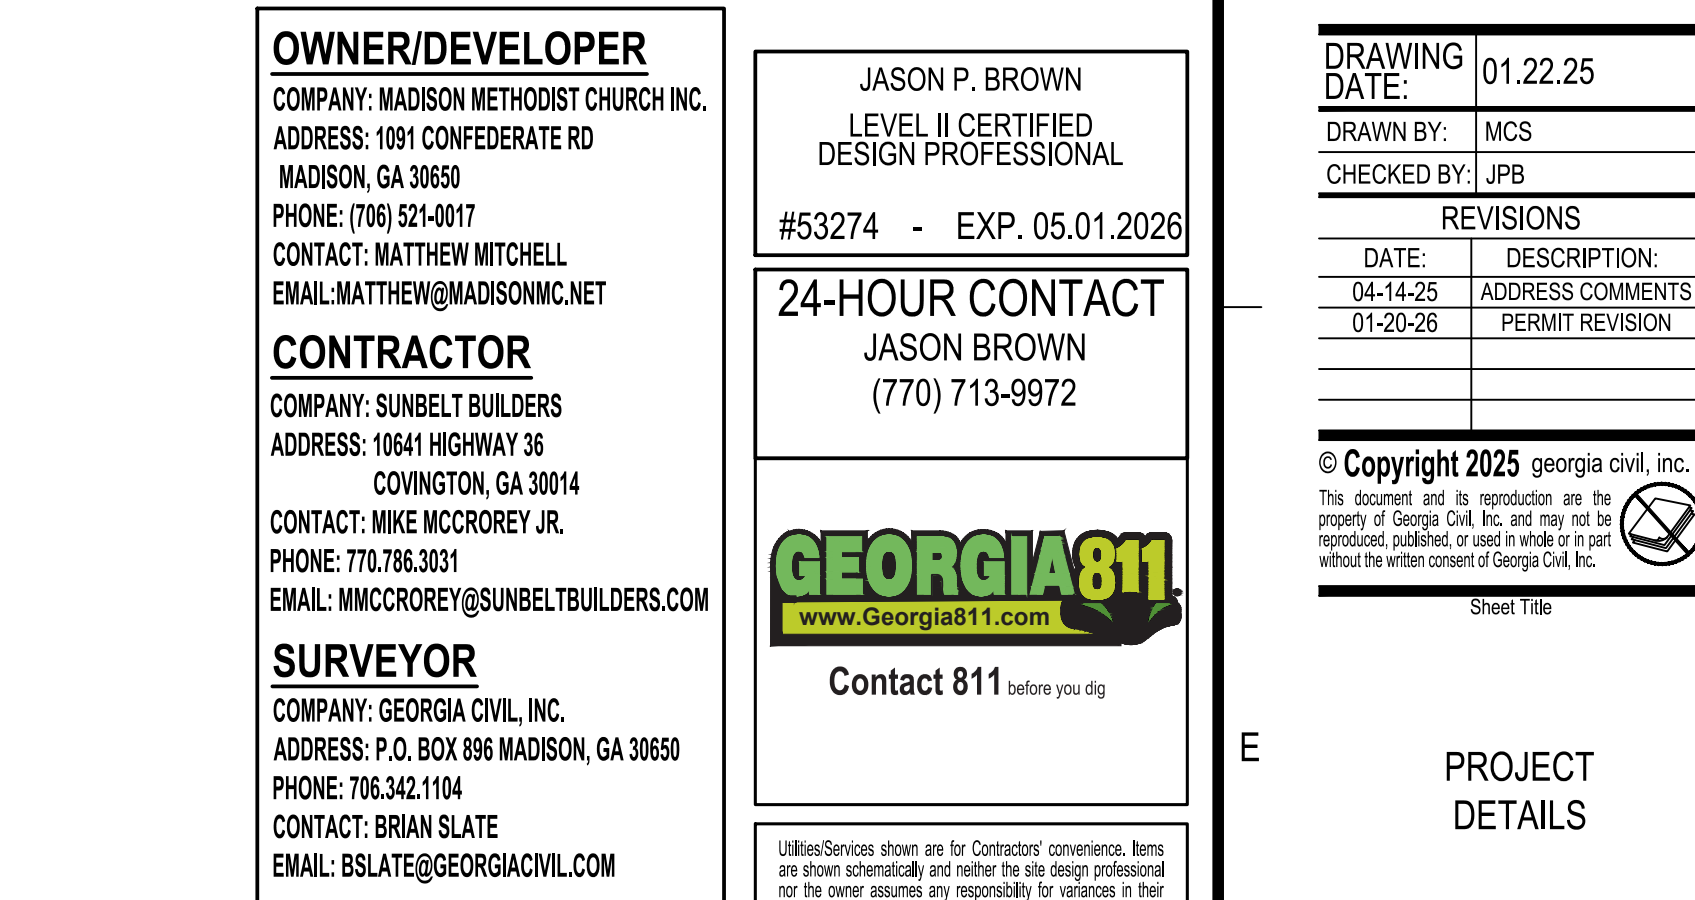 OWNER/DEVELOPER
COMPANY: MADISON METHODIST CHURCH INC.
ADDRESS: 1091 CONFEDERATE RD
MADISON, GA 30650
PHONE: (706) 521-0017
CONTACT: MATTHEW MITCHELL
EMAIL:MATTHEW@MADISONMC.NET
CONTRACTOR
COMPANY: SUNBELT BUILDERS
ADDRESS: 10641 HIGHWAY 36
COVINGTON, GA 30014
CONTACT: MIKE MCCROREY JR.
PHONE: 770.786.3031
EMAIL: MMCCROREY@SUNBELTBUILDERS.COM
SURVEYOR
COMPANY: GEORGIA CIVIL, INC.
ADDRESS: P.O. BOX 896 MADISON, GA 30650
PHONE: 706.342.1104
CONTACT: BRIAN SLATE
EMAIL: BSLATE@GEORGIACIVIL.COM
JASON P. BROWN
LEVEL II CERTIFIED
DESIGN PROFESSIONAL
#53274 - EXP. 05.01.2026
24-HOUR CONTACT
JASON BROWN
(770) 713-9972
GEORGIA811
www.Georgia811.com
Contact 811 before you dig
Utilities/Services shown are for Contractors' convenience. Items
are shown schematically and neither the site design professional
nor the owner assumes any responsibility for variances in their
E
DRAWING DATE: 01.22.25
DRAWN BY: MCS
CHECKED BY: JPB
REVISIONS
DATE: DESCRIPTION:
04-14-25 ADDRESS COMMENTS
01-20-26 PERMIT REVISION
© Copyright 2025 georgia civil, inc.
This document and its reproduction are the
property of Georgia Civil, Inc. and may not be
reproduced, published, or used in whole or in part
without the written consent of Georgia Civil, Inc.
Sheet Title
PROJECT
DETAILS